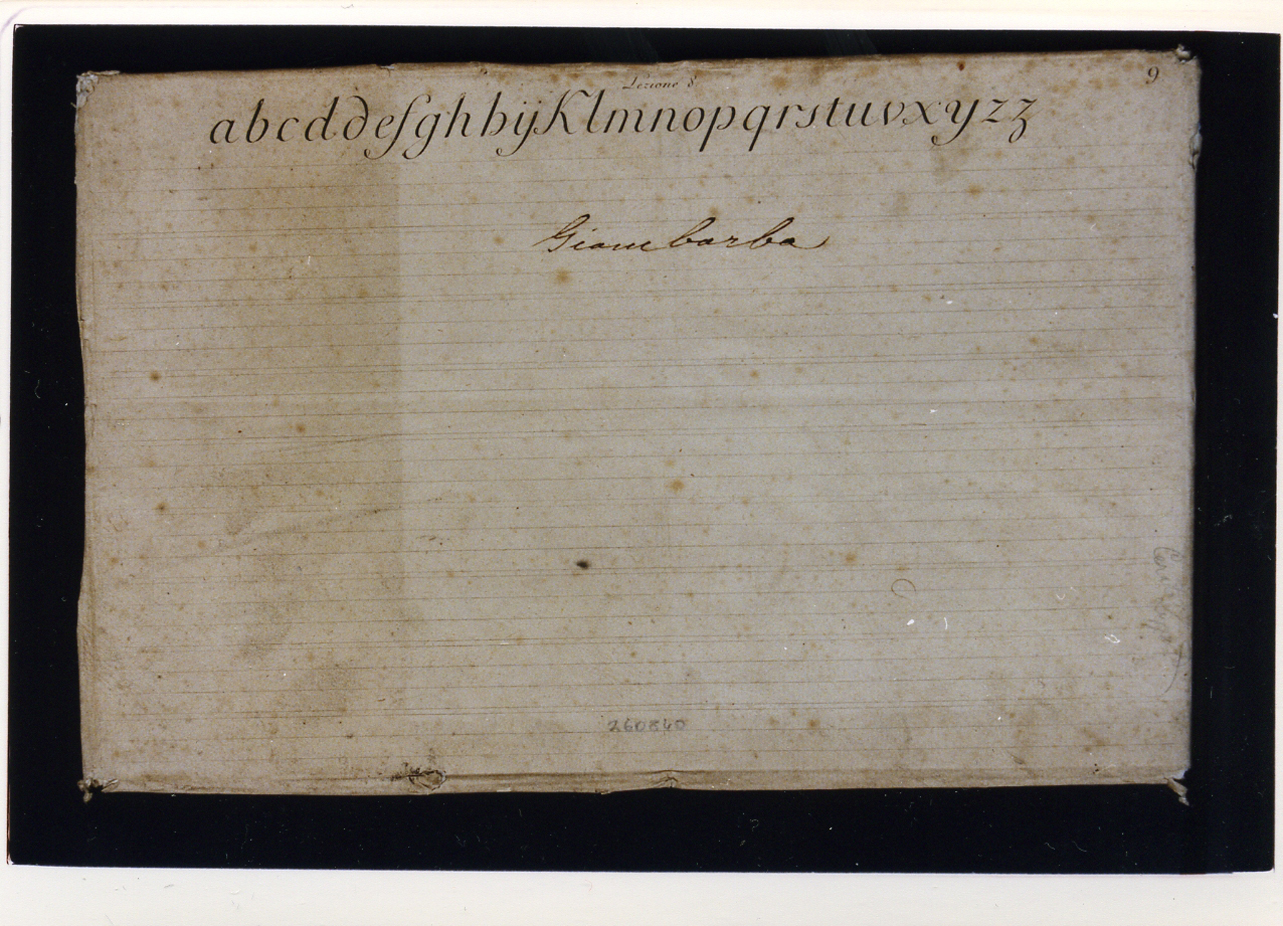 Lezione 8
9
abcddefghhijKlmnopqrstuvxyzz
Giambarba
260840